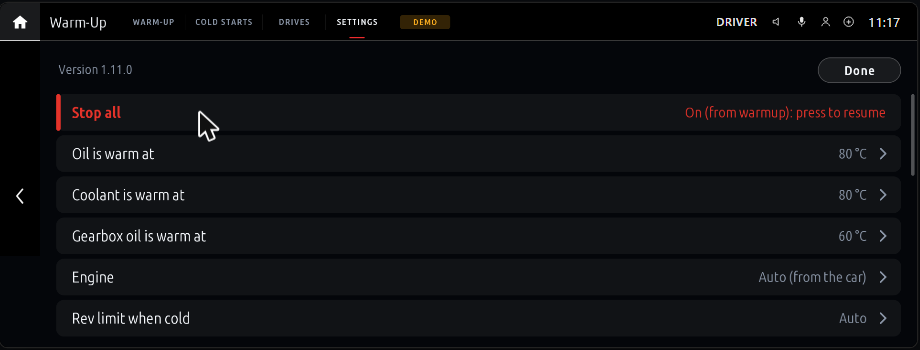 Warm-Up WARM-UP COLD STARTS DRIVES SETTINGS DEMO DRIVER 11:17
Version 1.11.0 Done
Stop all On (from warmup): press to resume
Oil is warm at 80 °C
Coolant is warm at 80 °C
Gearbox oil is warm at 60 °C
Engine Auto (from the car)
Rev limit when cold Auto